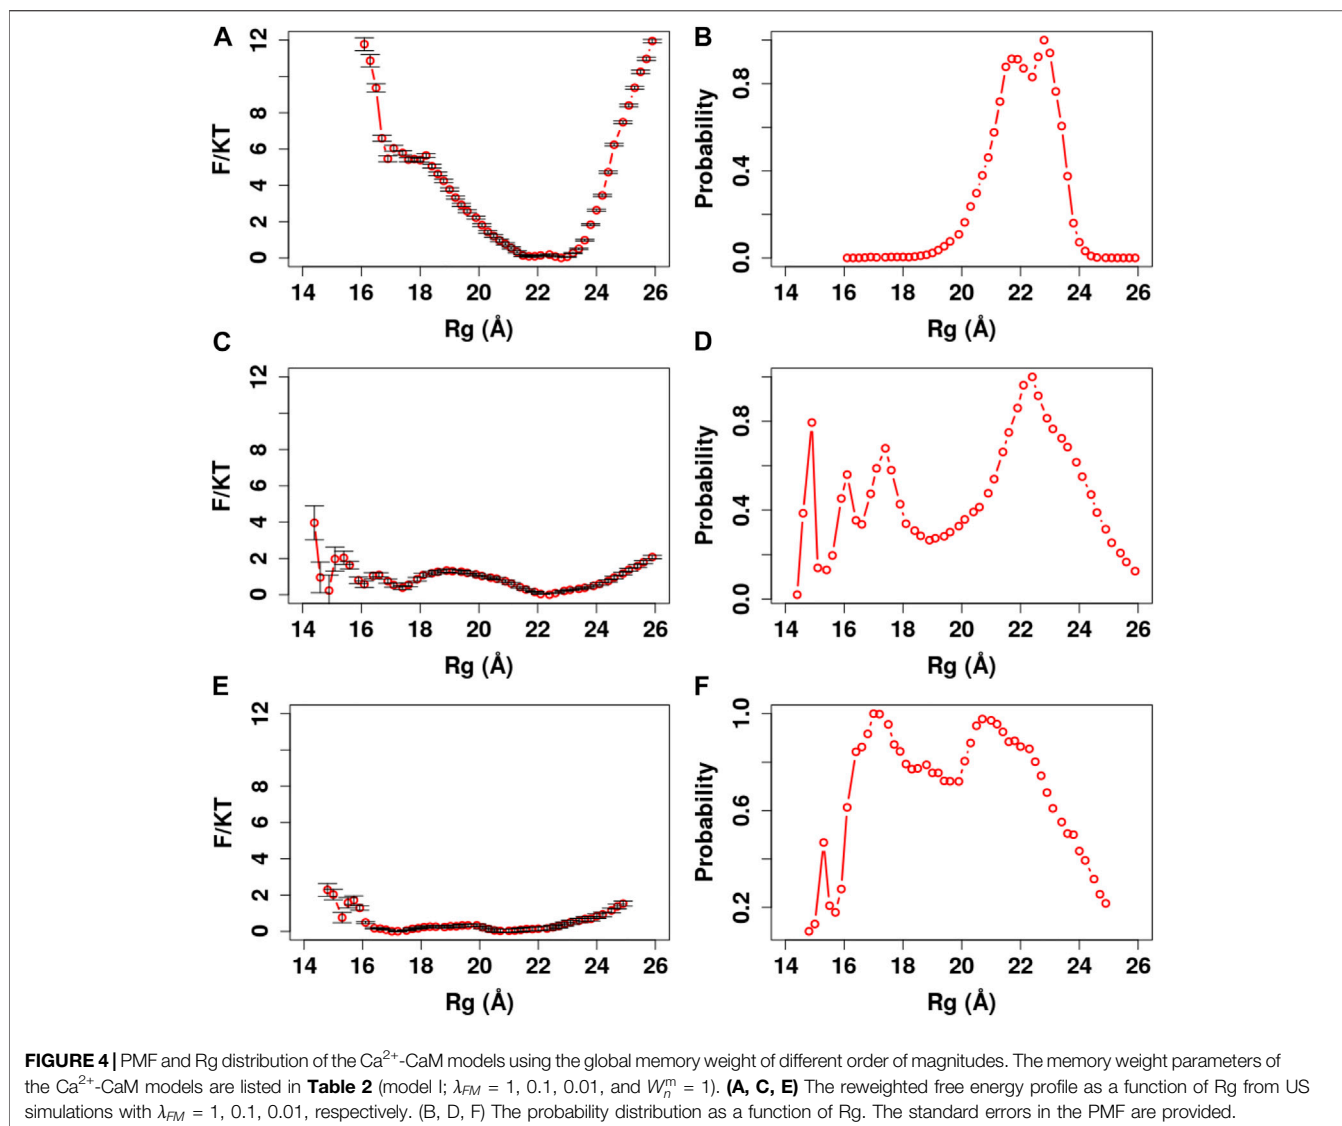 A
12
8
6
4
2
0
F/KT
14 16 18 20 22 24 26
Rg (Å)
B
0.8
0.4
0.0
Probability
14 16 18 20 22 24 26
Rg (Å)
C
12
8
6
4
2
0
F/KT
14 16 18 20 22 24 26
Rg (Å)
D
0.8
0.4
0.0
Probability
14 16 18 20 22 24 26
Rg (Å)
E
12
8
6
4
2
0
F/KT
14 16 18 20 22 24 26
Rg (Å)
F
1.0
0.6
0.2
Probability
14 16 18 20 22 24 26
Rg (Å)
FIGURE 4 | PMF and Rg distribution of the Ca²⁺-CaM models using the global memory weight of different order of magnitudes. The memory weight parameters of
the Ca²⁺-CaM models are listed in Table 2 (model I; λ_FM = 1, 0.1, 0.01, and Wₙᵐ = 1). (A, C, E) The reweighted free energy profile as a function of Rg from US
simulations with λ_FM = 1, 0.1, 0.01, respectively. (B, D, F) The probability distribution as a function of Rg. The standard errors in the PMF are provided.